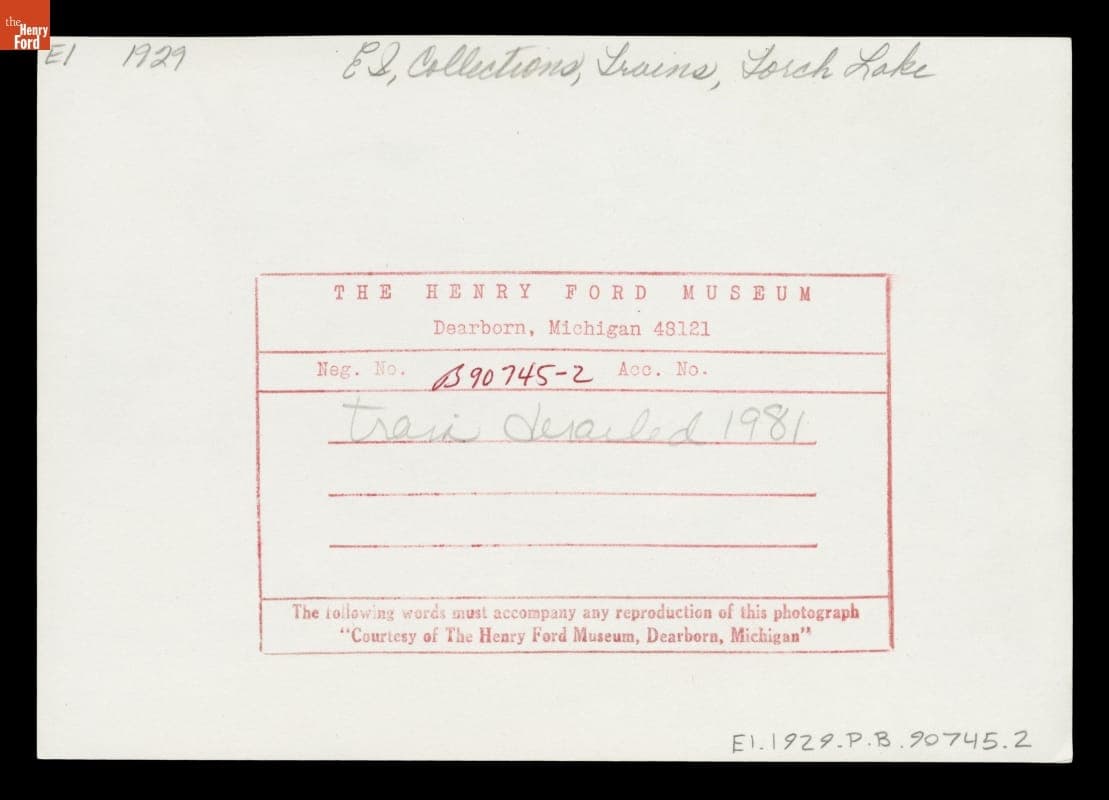 the
Henry
Ford
EI 1929 EI, Collections, Trains, Torch Lake
THE HENRY FORD MUSEUM
Dearborn, Michigan 48121
Neg. No. B90745-2 Acc. No.
train derailed 1981
The following words must accompany any reproduction of this photograph
"Courtesy of The Henry Ford Museum, Dearborn, Michigan"
EI.1929.P.B.90745.2